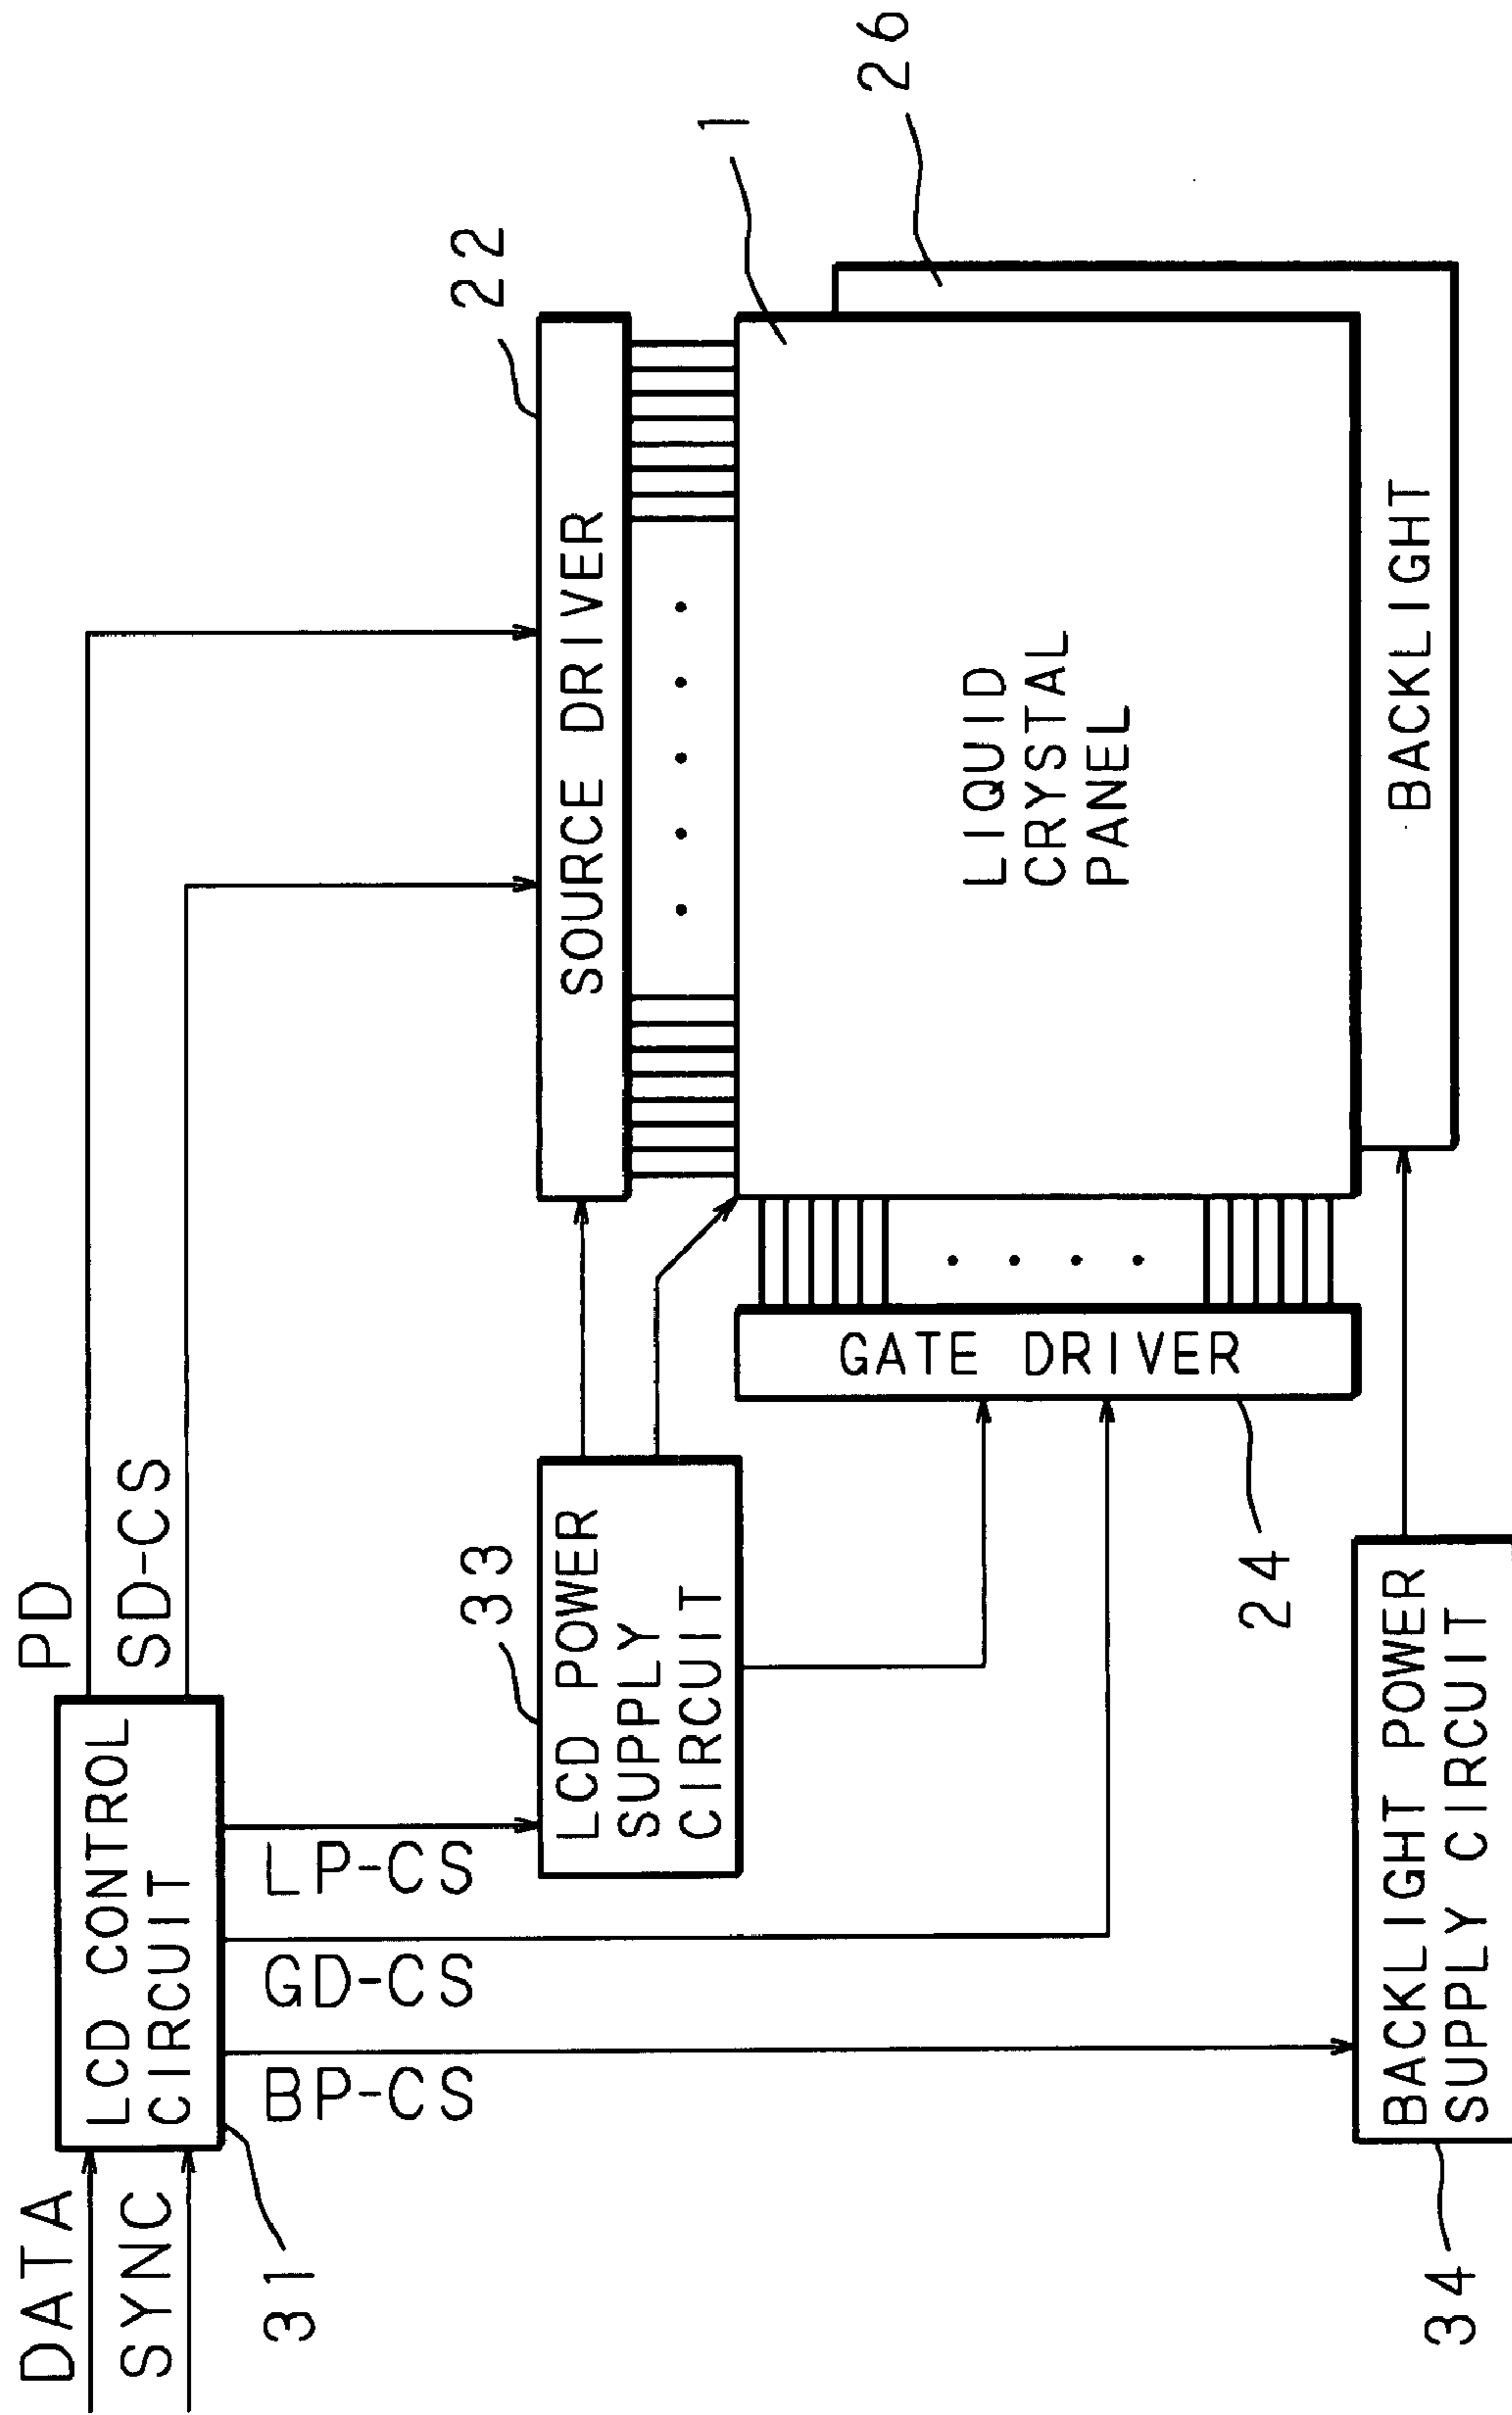 DATA
SYNC
31
LCD CONTROL
CIRCUIT
PD
SD-CS
LP-CS
GD-CS
BP-CS
33
LCD POWER
SUPPLY
CIRCUIT
22
SOURCE DRIVER
1
26
LIQUID
CRYSTAL
PANEL
GATE DRIVER
24
BACKLIGHT
34
BACKLIGHT POWER
SUPPLY CIRCUIT